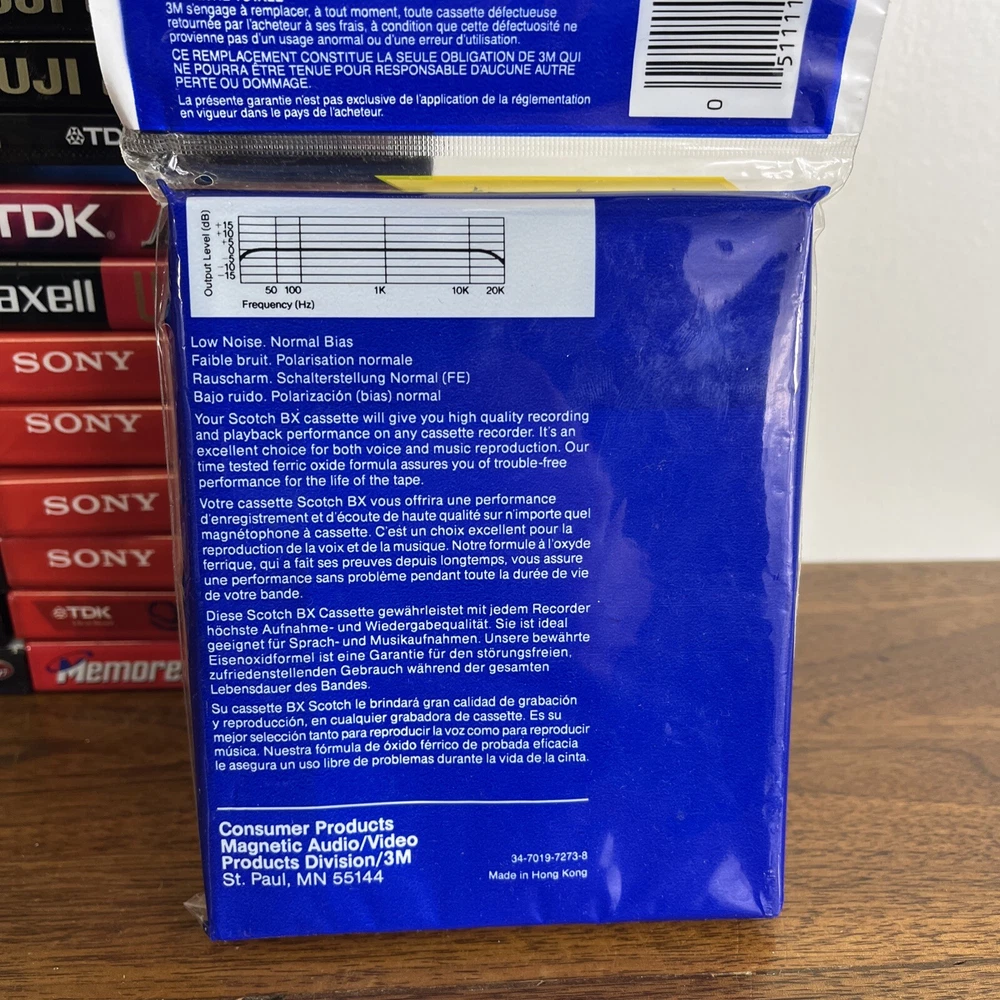 3M s'engage à remplacer, à tout moment, toute cassette défectueuse
retournée par l'acheteur à ses frais, à condition que cette défectuosité ne
provienne pas d'un usage anormal ou d'une erreur d'utilisation.
CE REMPLACEMENT CONSTITUE LA SEULE OBLIGATION DE 3M QUI
NE POURRA ÊTRE TENUE POUR RESPONSABLE D'AUCUNE AUTRE
PERTE OU DOMMAGE.
La présente garantie n'est pas exclusive de l'application de la réglementation
en vigueur dans le pays de l'acheteur.
0
51111
UJI
TD
TDK
axell
SONY
SONY
SONY
SONY
TDK
Memore
Output Level (dB)
+15
+10
+5
0
-5
-10
-15
50 100 1K 10K 20K
Frequency (Hz)
Low Noise. Normal Bias
Faible bruit. Polarisation normale
Rauscharm. Schalterstellung Normal (FE)
Bajo ruido. Polarización (bias) normal
Your Scotch BX cassette will give you high quality recording
and playback performance on any cassette recorder. It's an
excellent choice for both voice and music reproduction. Our
time tested ferric oxide formula assures you of trouble-free
performance for the life of the tape.
Votre cassette Scotch BX vous offrira une performance
d'enregistrement et d'écoute de haute qualité sur n'importe quel
magnétophone à cassette. C'est un choix excellent pour la
reproduction de la voix et de la musique. Notre formule à l'oxyde
ferrique, qui a fait ses preuves depuis longtemps, vous assure
une performance sans problème pendant toute la durée de vie
de votre bande.
Diese Scotch BX Cassette gewährleistet mit jedem Recorder
höchste Aufnahme- und Wiedergabequalität. Sie ist ideal
geeignet für Sprach- und Musikaufnahmen. Unsere bewährte
Eisenoxidformel ist eine Garantie für den störungsfreien,
zufriedenstellenden Gebrauch während der gesamten
Lebensdauer des Bandes.
Su cassette BX Scotch le brindará gran calidad de grabación
y reproducción, en cualquier grabadora de cassette. Es su
mejor selección tanto para reproducir la voz como para reproducir
música. Nuestra fórmula de óxido férrico de probada eficacia
le asegura un uso libre de problemas durante la vida de la cinta.
Consumer Products
Magnetic Audio/Video
Products Division/3M
St. Paul, MN 55144
34-7019-7273-8
Made in Hong Kong